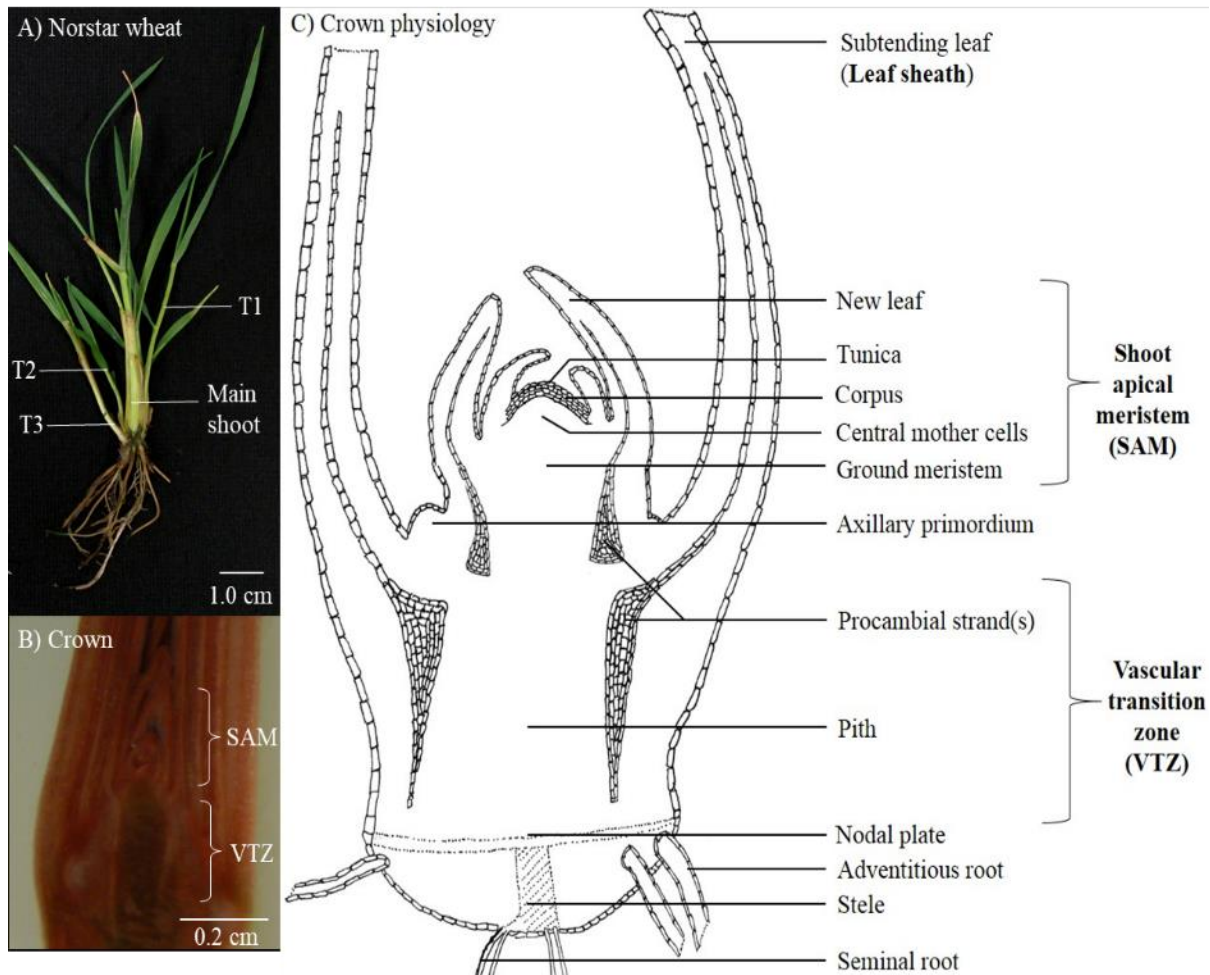 A) Norstar wheat
T1
T2
Main
shoot
T3
1.0 cm
B) Crown
SAM
VTZ
0.2 cm
C) Crown physiology
Subtending leaf
(Leaf sheath)
New leaf
Tunica
Corpus
Central mother cells
Ground meristem
Axillary primordium
Procambial strand(s)
Pith
Nodal plate
Adventitious root
Stele
Seminal root
Shoot
apical
meristem
(SAM)
Vascular
transition
zone
(VTZ)